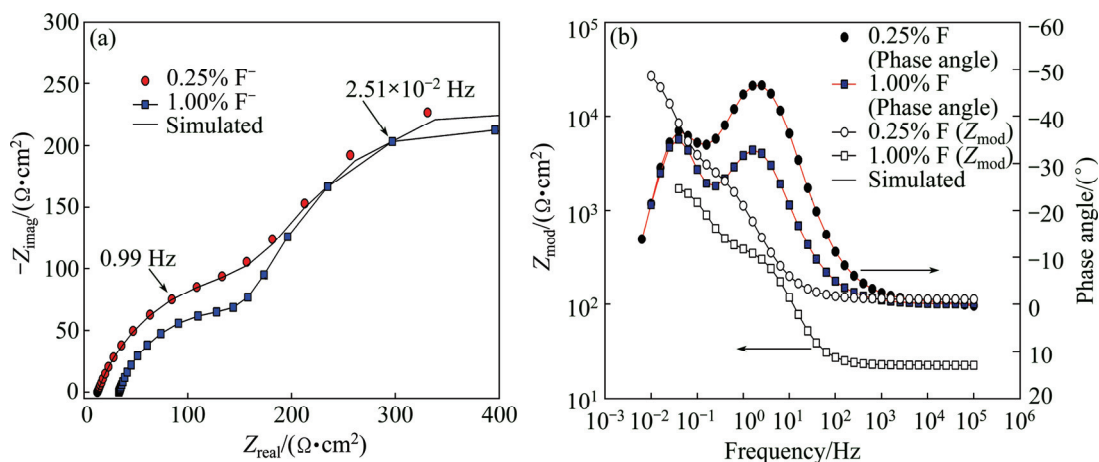 (a)
300
250
200
150
100
50
0
−Z_imag/(Ω•cm²)
0.25% F⁻
1.00% F⁻
Simulated
2.51×10⁻² Hz
0.99 Hz
0 100 200 300 400
Z_real/(Ω•cm²)
(b)
10⁵
10⁴
10³
10²
10¹
Z_mod/(Ω•cm²)
0.25% F
(Phase angle)
1.00% F
(Phase angle)
0.25% F (Z_mod)
1.00% F (Z_mod)
Simulated
−60
−50
−40
−30
−20
−10
0
10
20
Phase angle/(°)
10⁻³ 10⁻² 10⁻¹ 10⁰ 10¹ 10² 10³ 10⁴ 10⁵ 10⁶
Frequency/Hz